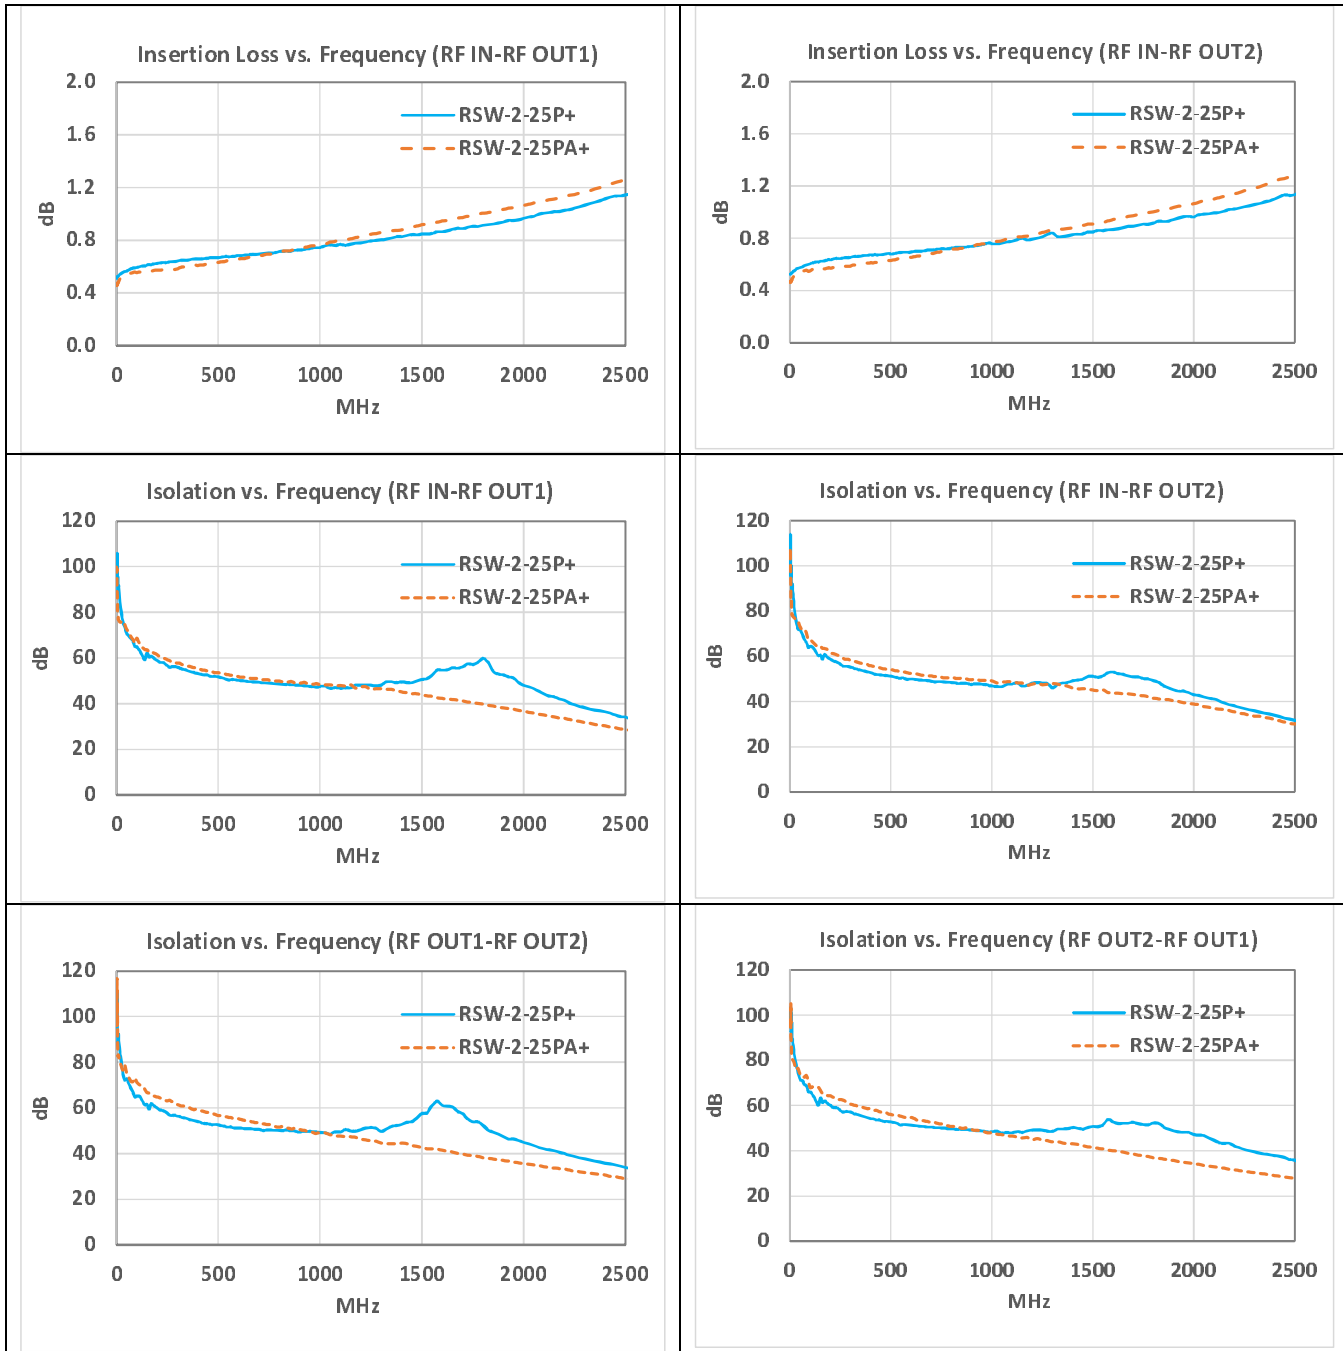 Insertion Loss vs. Frequency (RF IN-RF OUT1)
2.0
1.6
1.2
0.8
0.4
0.0
dB
RSW-2-25P+
RSW-2-25PA+
0 500 1000 1500 2000 2500
MHz
Insertion Loss vs. Frequency (RF IN-RF OUT2)
2.0
1.6
1.2
0.8
0.4
0.0
dB
RSW-2-25P+
RSW-2-25PA+
0 500 1000 1500 2000 2500
MHz
Isolation vs. Frequency (RF IN-RF OUT1)
120
100
80
60
40
20
0
dB
RSW-2-25P+
RSW-2-25PA+
0 500 1000 1500 2000 2500
MHz
Isolation vs. Frequency (RF IN-RF OUT2)
120
100
80
60
40
20
0
dB
RSW-2-25P+
RSW-2-25PA+
0 500 1000 1500 2000 2500
MHz
Isolation vs. Frequency (RF OUT1-RF OUT2)
120
100
80
60
40
20
0
dB
RSW-2-25P+
RSW-2-25PA+
0 500 1000 1500 2000 2500
MHz
Isolation vs. Frequency (RF OUT2-RF OUT1)
120
100
80
60
40
20
0
dB
RSW-2-25P+
RSW-2-25PA+
0 500 1000 1500 2000 2500
MHz